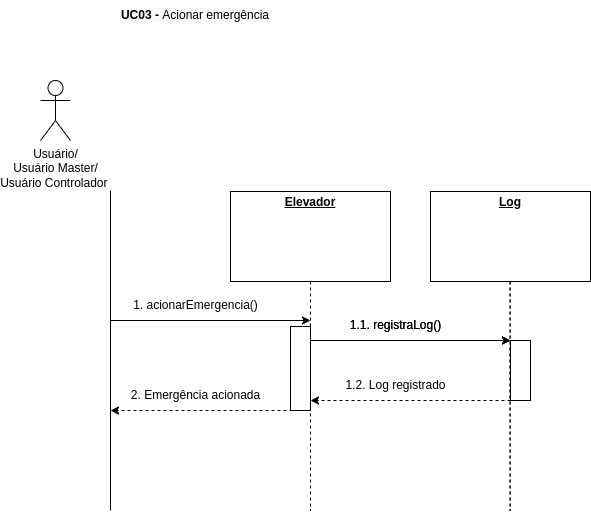 UC03 - Acionar emergência
Usuário/
Usuário Master/
Usuário Controlador
Elevador
Log
1. acionarEmergencia()
1.1. registraLog()
1.2. Log registrado
2. Emergência acionada